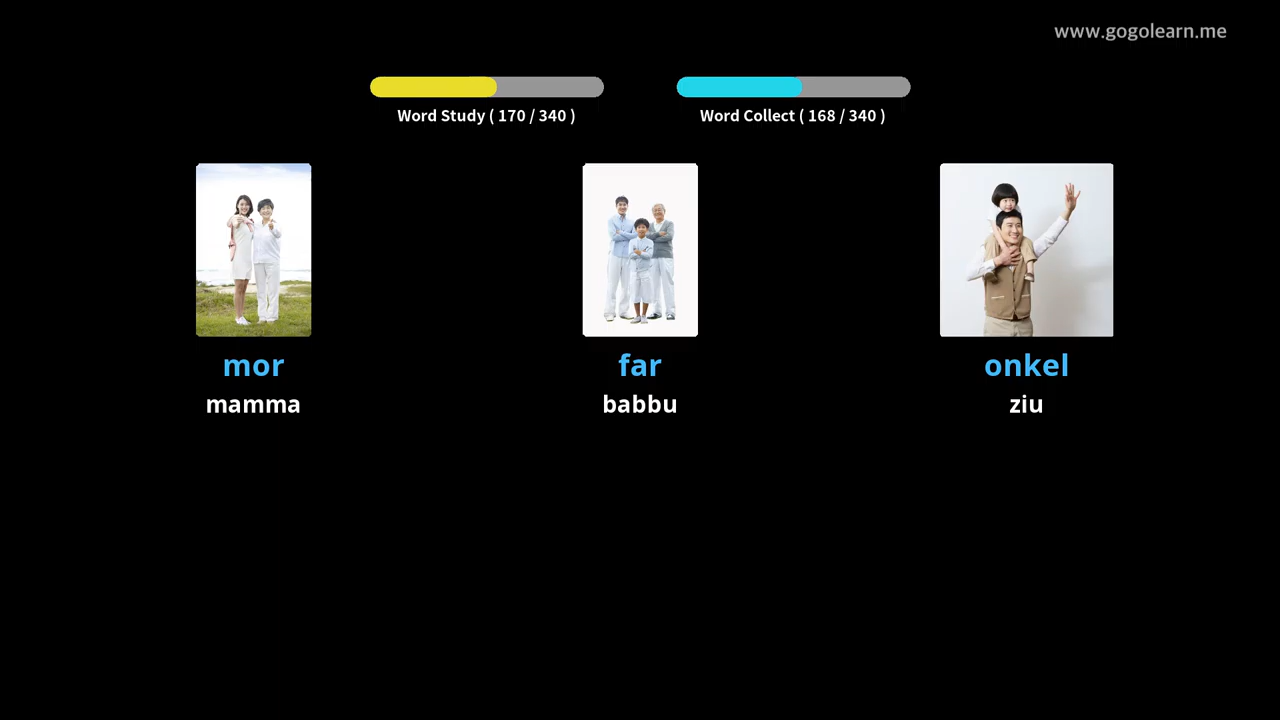 www.gogolearn.me
Word Study ( 170 / 340 )
Word Collect ( 168 / 340 )
mor
mamma
far
babbu
onkel
ziu